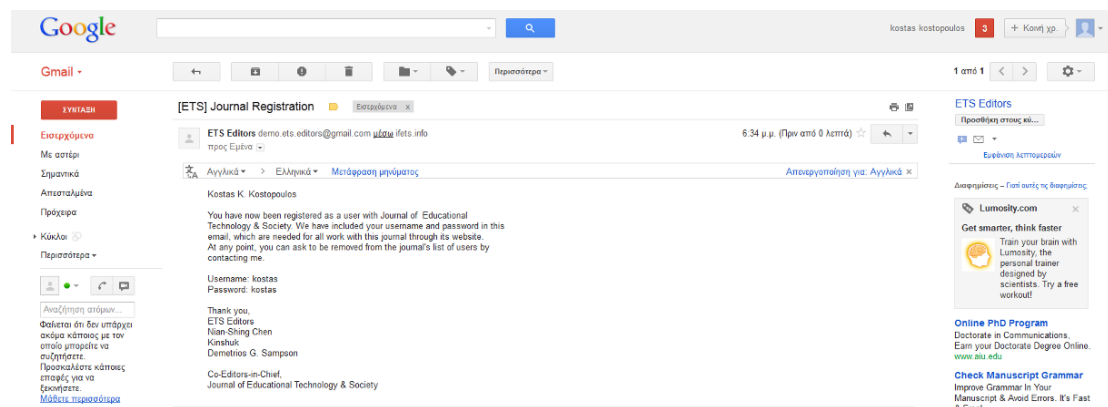 Google
kostas kostopoulos 3 + Κοινή χρ.
Gmail
Περισσότερα
1 από 1
ΣΥΝΤΑΞΗ
Εισερχόμενα
Με αστέρι
Σημαντικά
Απεσταλμένα
Πρόχειρα
Κύκλοι
Περισσότερα
Αναζήτηση ατόμων...
Φαίνεται ότι δεν υπάρχει
ακόμα κάποιος με τον
οποίο μπορείτε να
συζητήσετε.
Προσκαλέστε κάποιες
επαφές για να
ξεκινήσετε.
Μάθετε περισσότερα
[ETS] Journal Registration Εισερχόμενα x
ETS Editors demo.ets.editors@gmail.com μέσω ifets.info
6:34 μ.μ. (Πριν από 0 λεπτά)
προς Εμένα
Αγγλικά > Ελληνικά Μετάφραση μηνύματος
Απενεργοποίηση για: Αγγλικά x
Kostas K. Kostopoulos
You have now been registered as a user with Journal of Educational
Technology & Society. We have included your username and password in this
email, which are needed for all work with this journal through its website.
At any point, you can ask to be removed from the journal's list of users by
contacting me.
Username: kostas
Password: kostas
Thank you,
ETS Editors
Nian-Shing Chen
Kinshuk
Demetrios G. Sampson
Co-Editors-in-Chief,
Journal of Educational Technology & Society
ETS Editors
Προσθήκη στους κύ...
Εμφάνιση λεπτομερειών
Διαφημίσεις – Γιατί αυτές τις διαφημίσεις;
Lumosity.com
Get smarter, think faster
Train your brain with
Lumosity, the
personal trainer
designed by
scientists. Try a free
workout!
Online PhD Program
Doctorate in Communications,
Earn your Doctorate Degree Online.
www.aiu.edu
Check Manuscript Grammar
Improve Grammar In Your
Manuscript & Avoid Errors. It's Fast